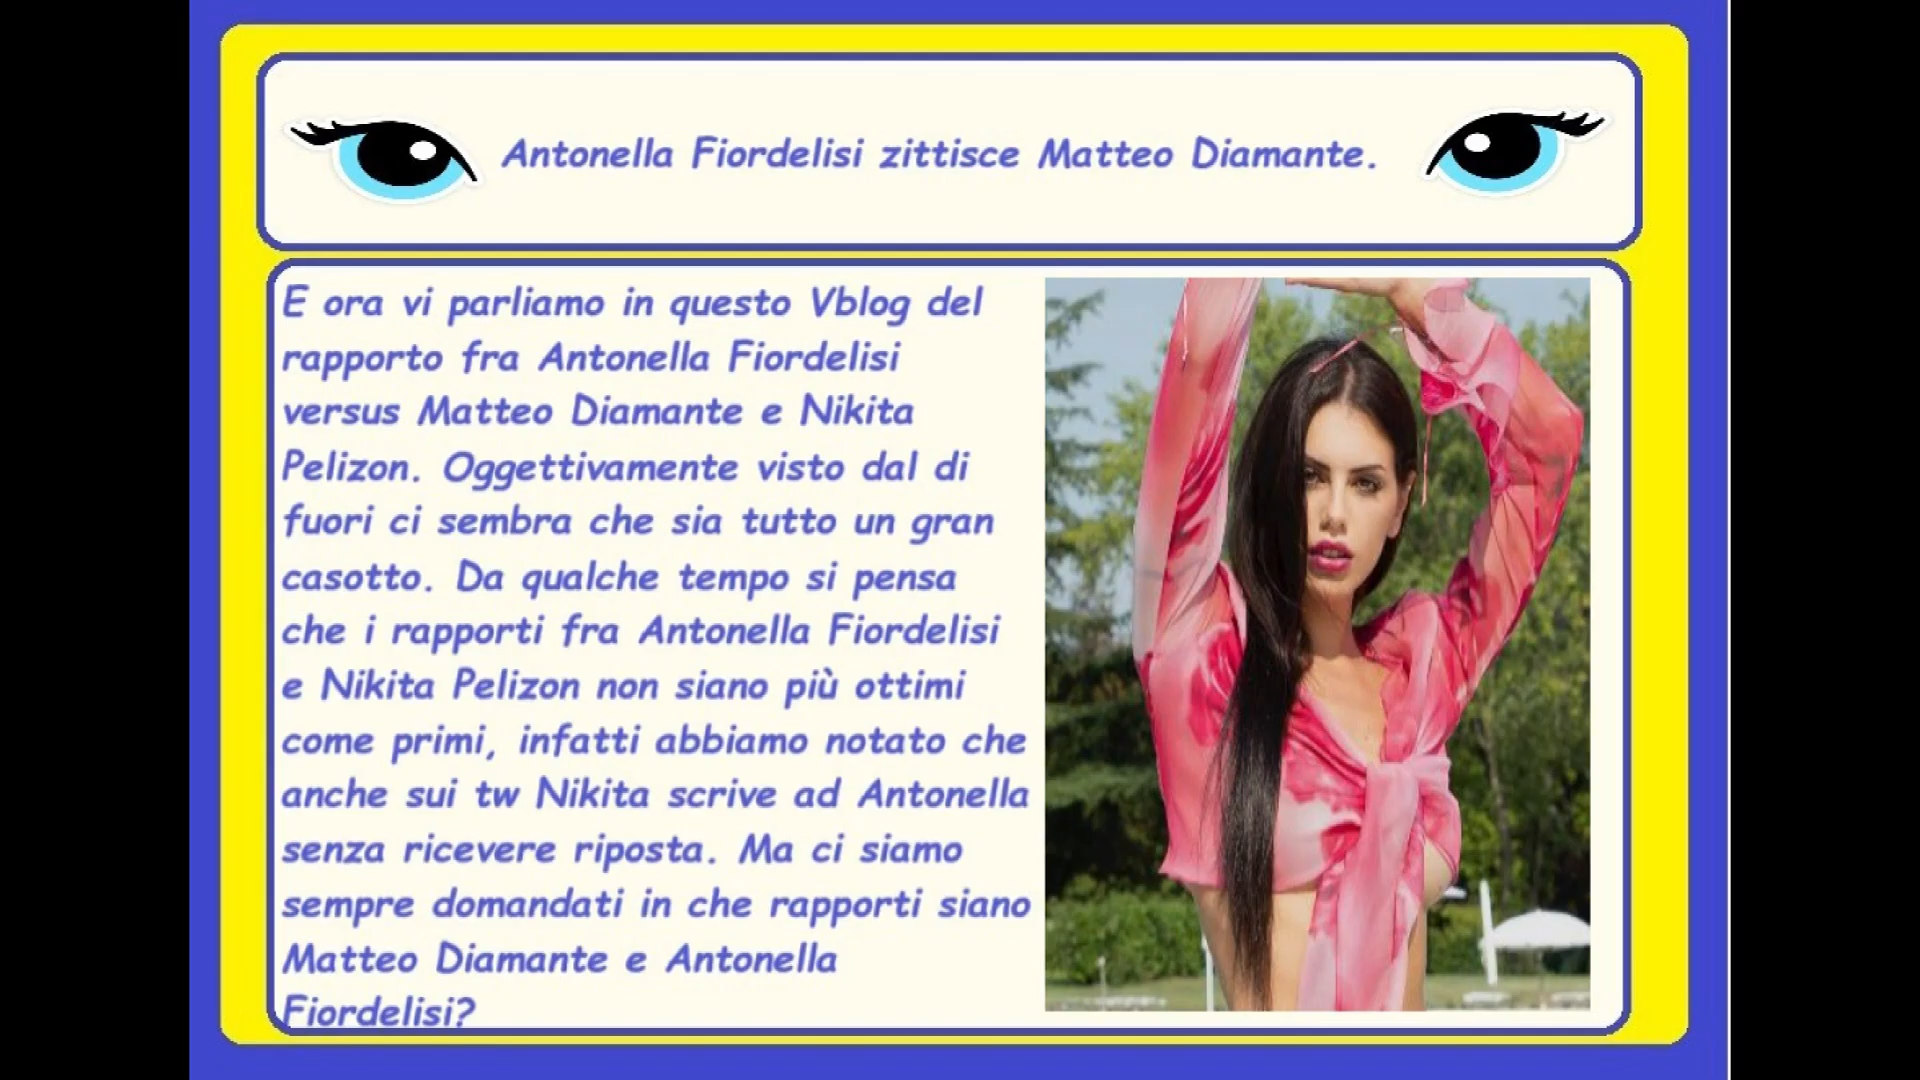 Antonella Fiordelisi zittisce Matteo Diamante.
E ora vi parliamo in questo Vblog del
rapporto fra Antonella Fiordelisi
versus Matteo Diamante e Nikita
Pelizon. Oggettivamente visto dal di
fuori ci sembra che sia tutto un gran
casotto. Da qualche tempo si pensa
che i rapporti fra Antonella Fiordelisi
e Nikita Pelizon non siano più ottimi
come primi, infatti abbiamo notato che
anche sui tw Nikita scrive ad Antonella
senza ricevere riposta. Ma ci siamo
sempre domandati in che rapporti siano
Matteo Diamante e Antonella
Fiordelisi?